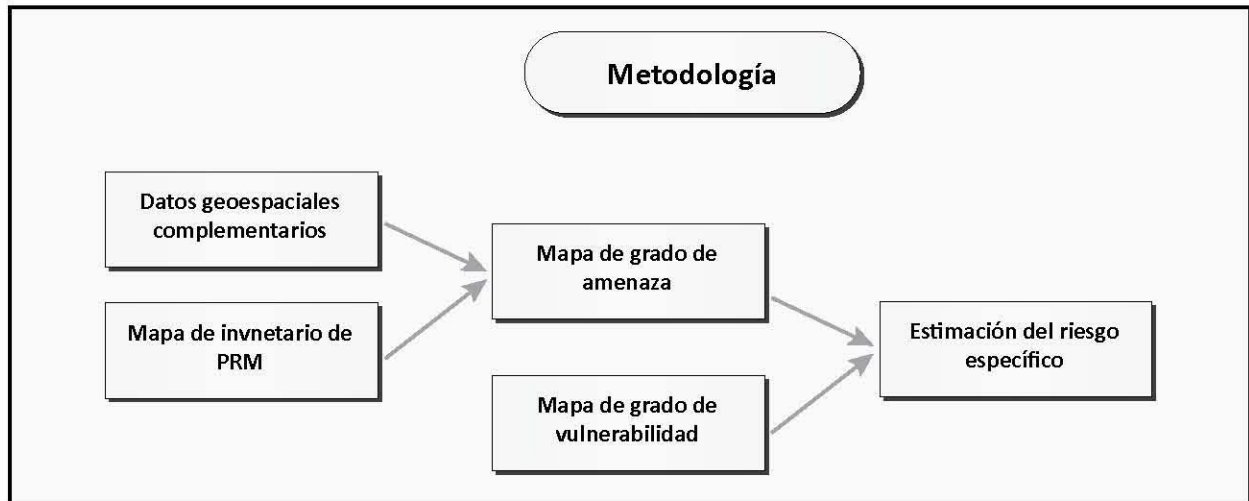 Metodología
Datos geoespaciales
complementarios
Mapa de invnetario de
PRM
Mapa de grado de
amenaza
Mapa de grado de
vulnerabilidad
Estimación del riesgo
específico